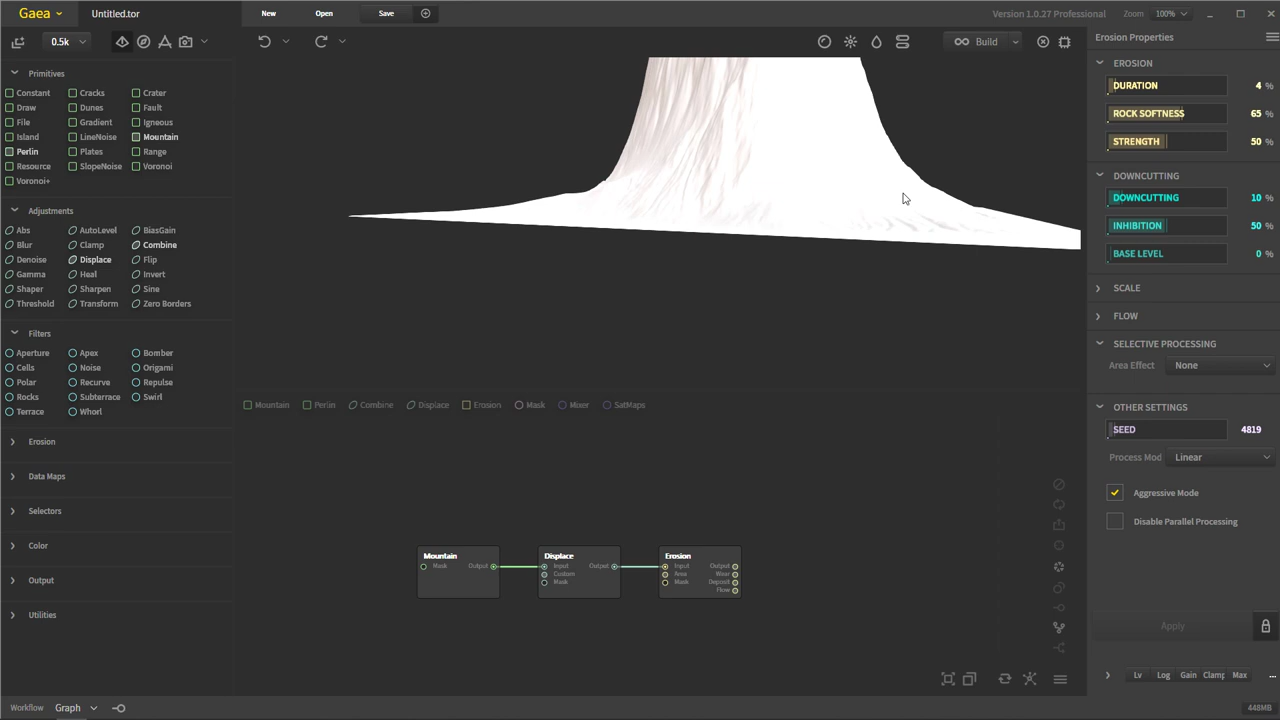 Gaea
Untitled.tor
New
Open
Save
Version 1.0.27 Professional
Zoom
100%
0.5k
Build
Primitives
Constant Cracks Crater
Draw Dunes Fault
File Gradient Igneous
Island LineNoise Mountain
Perlin Plates Range
Resource SlopeNoise Voronoi
Voronoi+
Adjustments
Abs AutoLevel BiasGain
Blur Clamp Combine
Denoise Displace Flip
Gamma Heal Invert
Shaper Sharpen Sine
Threshold Transform Zero Borders
Filters
Aperture Apex Bomber
Cells Noise Origami
Polar Recurve Repulse
Rocks Subterrace Swirl
Terrace Whorl
Erosion
Data Maps
Selectors
Color
Output
Utilities
Mountain Perlin Combine Displace Erosion Mask Mixer SatMaps
Mountain
Mask Output
Displace
Input Output
Custom
Mask
Erosion
Input Output
Area Wear
Mask Deposit
Flow
Erosion Properties
EROSION
DURATION 4 %
ROCK SOFTNESS 65 %
STRENGTH 50 %
DOWNCUTTING
DOWNCUTTING 10 %
INHIBITION 50 %
BASE LEVEL 0 %
SCALE
FLOW
SELECTIVE PROCESSING
Area Effect None
OTHER SETTINGS
SEED 4819
Process Mod Linear
Aggressive Mode
Disable Parallel Processing
Apply
Lv Log Gain Clamp Max ...
Workflow Graph
448MB